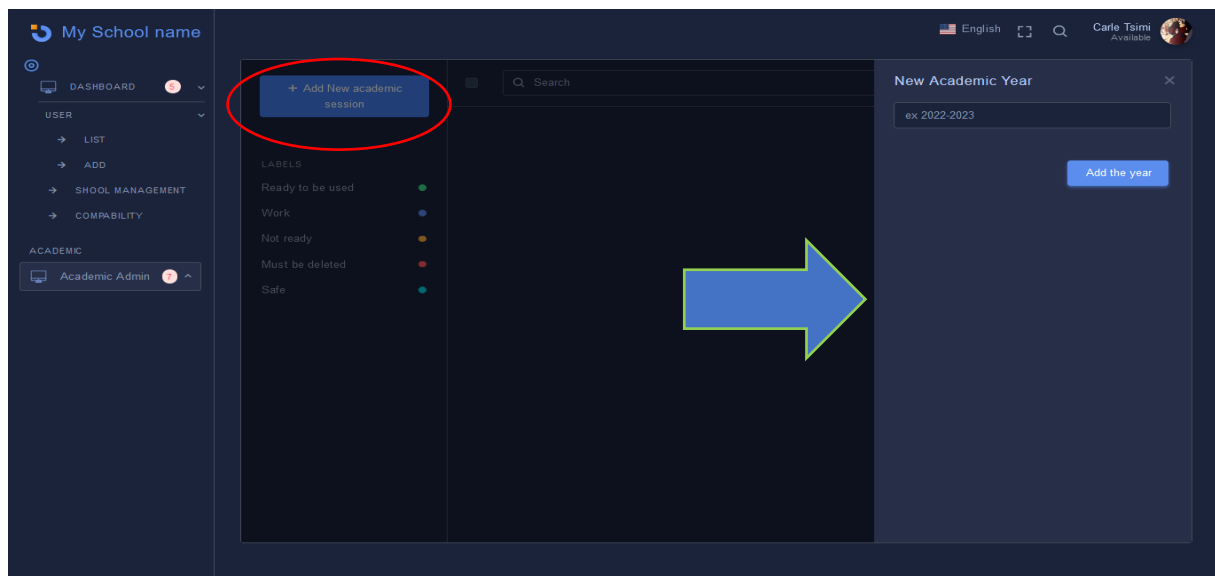 My School name
English
Carle Tsimi
Available
DASHBOARD 5
USER
LIST
ADD
SHOOL MANAGEMENT
COMPABILITY
ACADEMIC
Academic Admin 7
+ Add New academic
session
LABELS
Ready to be used
Work
Not ready
Must be deleted
Safe
Search
New Academic Year
ex 2022-2023
Add the year